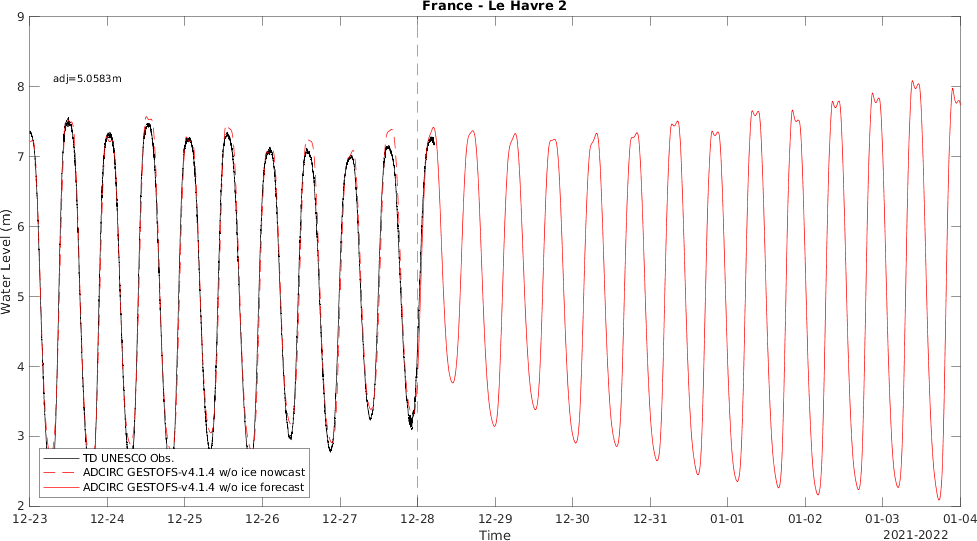 France - Le Havre 2
9
8
7
6
5
4
3
2
Water Level (m)
adj=5.0583m
TD UNESCO Obs.
ADCIRC GESTOFS-v4.1.4 w/o ice nowcast
ADCIRC GESTOFS-v4.1.4 w/o ice forecast
12-23 12-24 12-25 12-26 12-27 12-28 12-29 12-30 12-31 01-01 01-02 01-03 01-04
Time
2021-2022